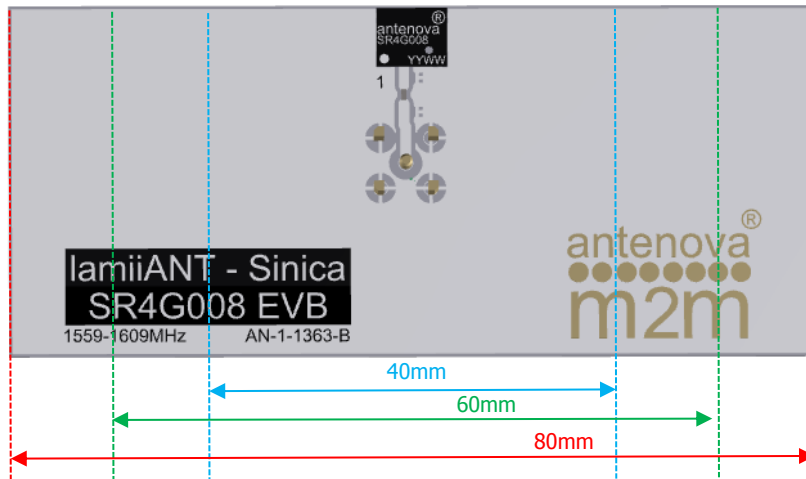 antenova®
SR4G008
YYWW
1
lamiiANT - Sinica
SR4G008 EVB
1559-1609MHz AN-1-1363-B
antenova®
m2m
40mm
60mm
80mm